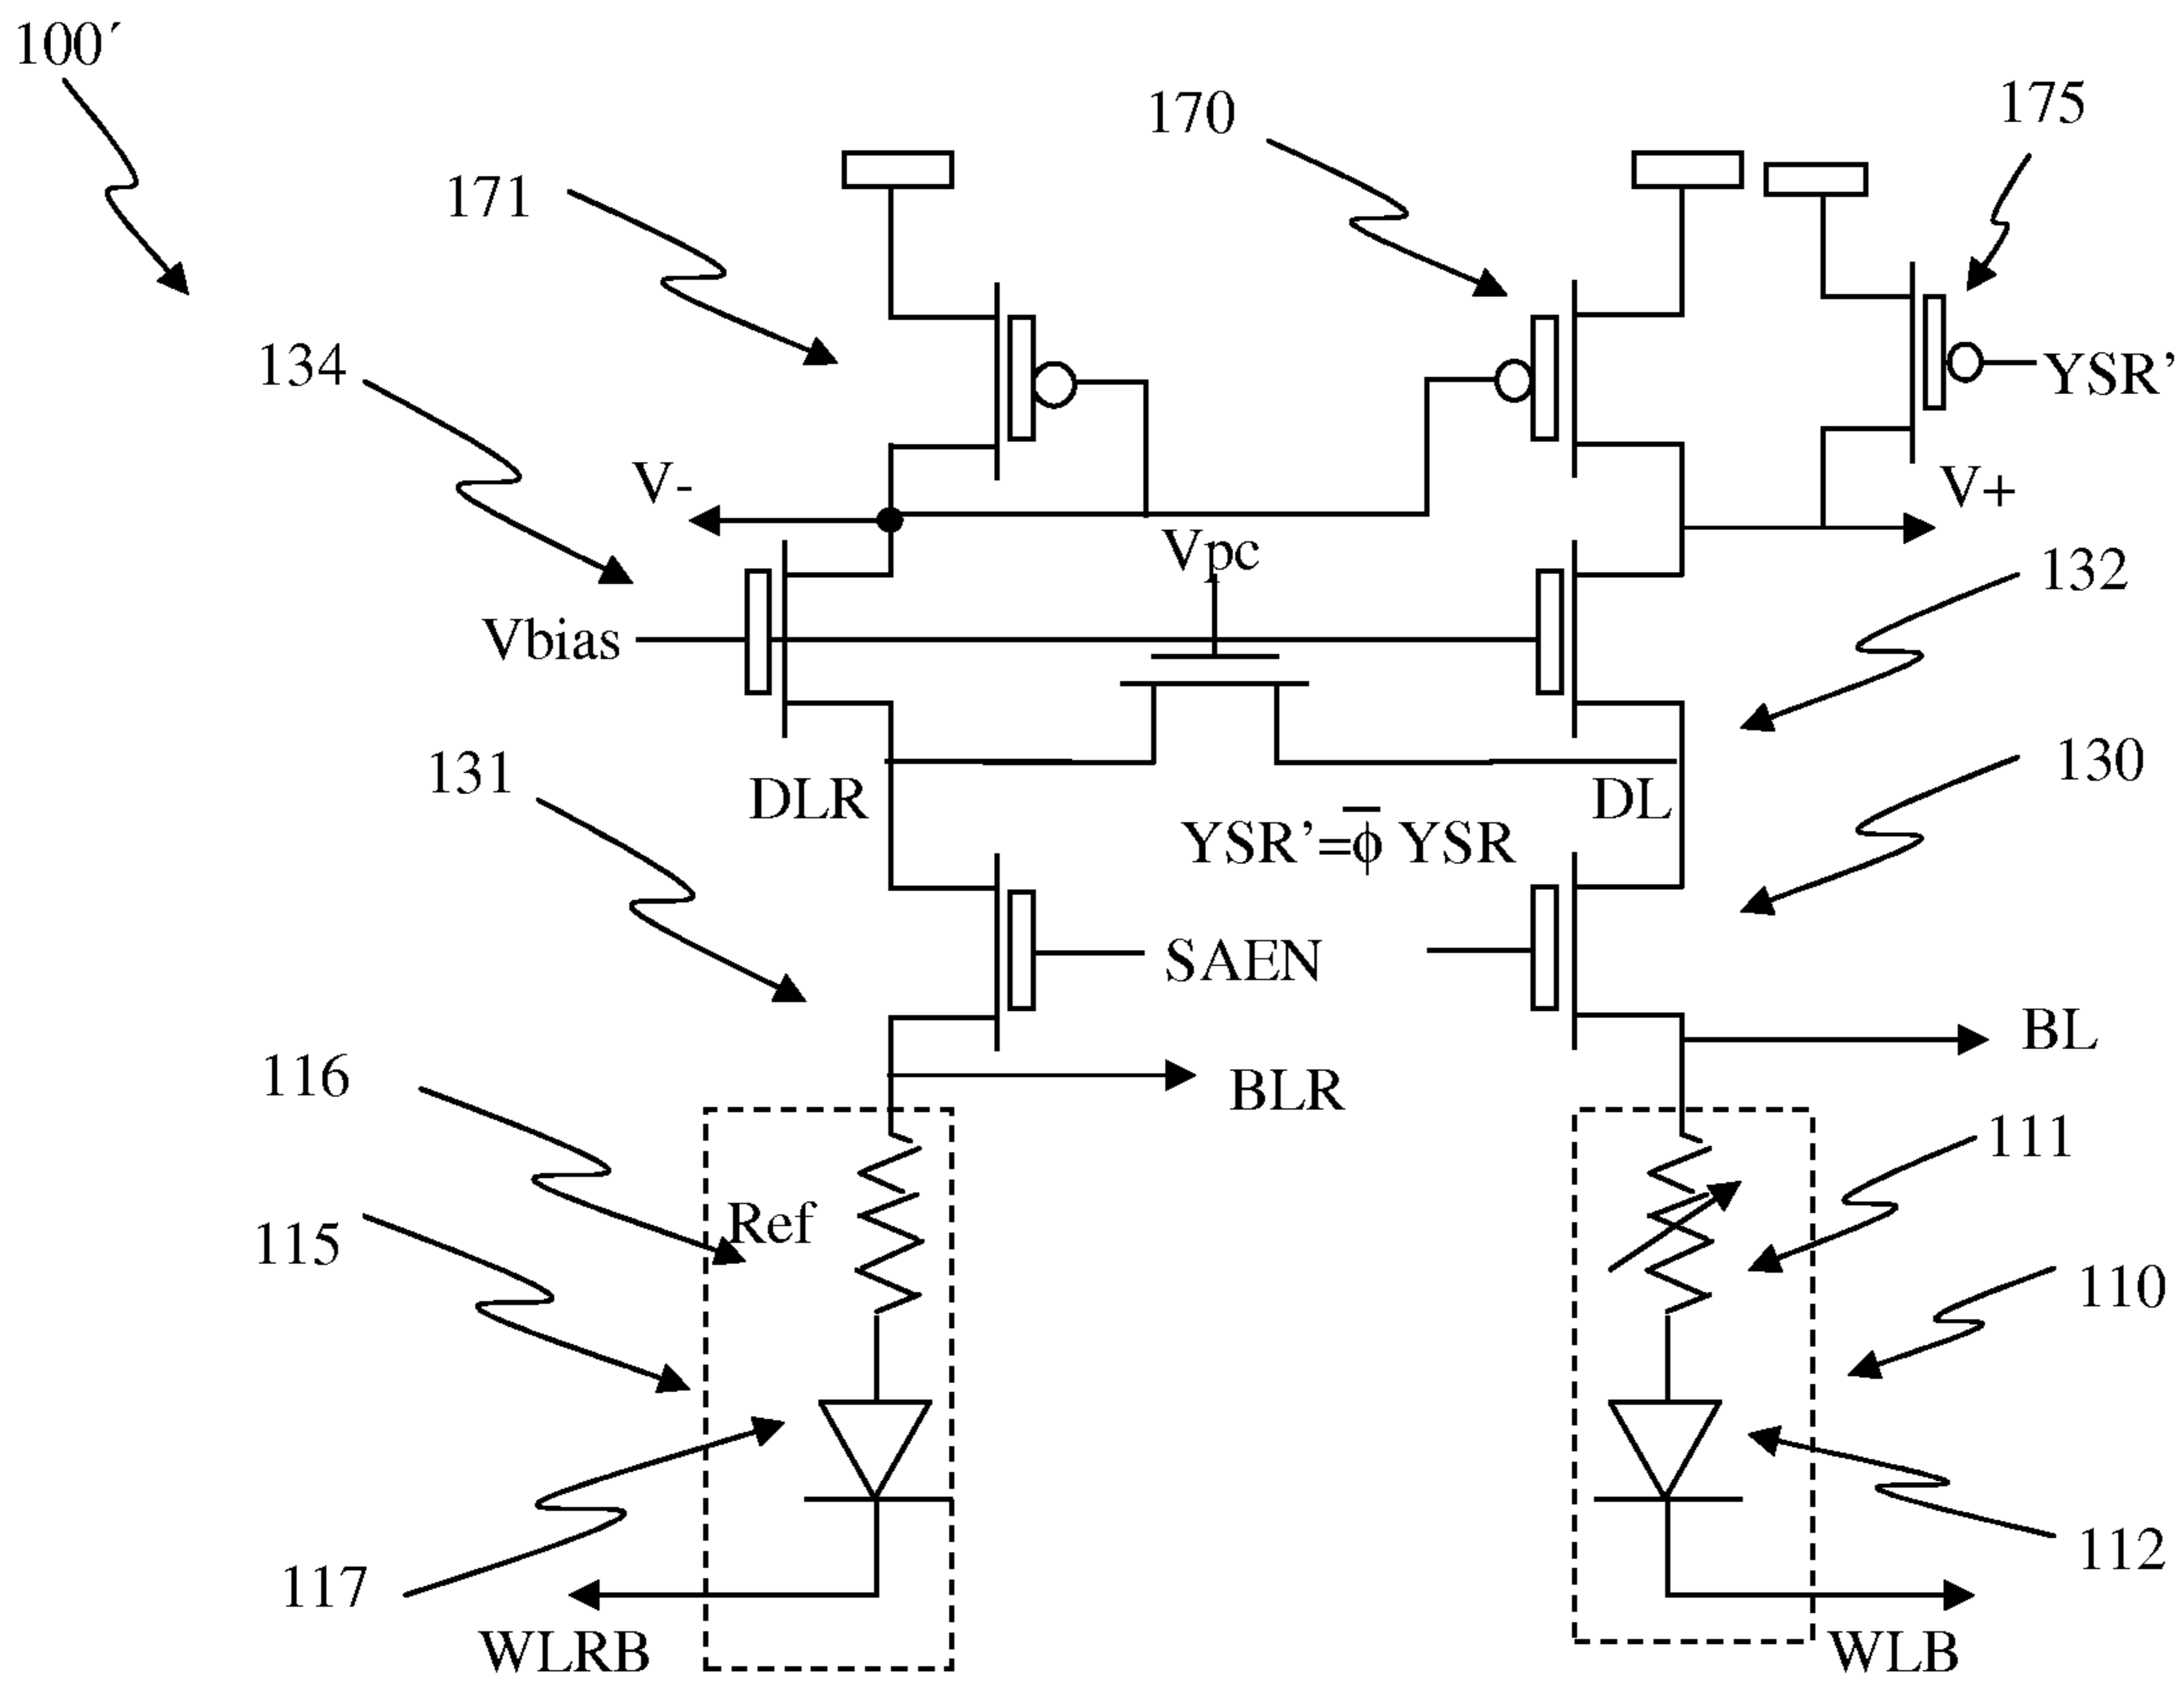 100´
170
175
171
134
YSR’
V-
V+
Vpc
132
Vbias
131
130
DLR
DL
YSR’=ϕ̅ YSR
SAEN
BL
116
BLR
111
Ref
115
110
117
112
WLRB
WLB